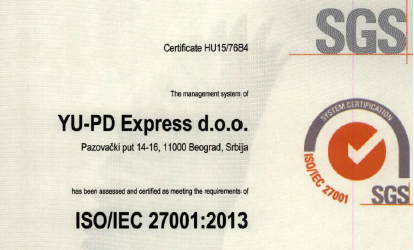 SGS
Certificate HU15/7684
The management system of
YU-PD Express d.o.o.
Pazovački put 14-16, 11000 Beograd, Srbija
has been assessed and certified as meeting the requirements of
ISO/IEC 27001:2013
SYSTEM CERTIFICATION
ISO/IEC 27001
SGS